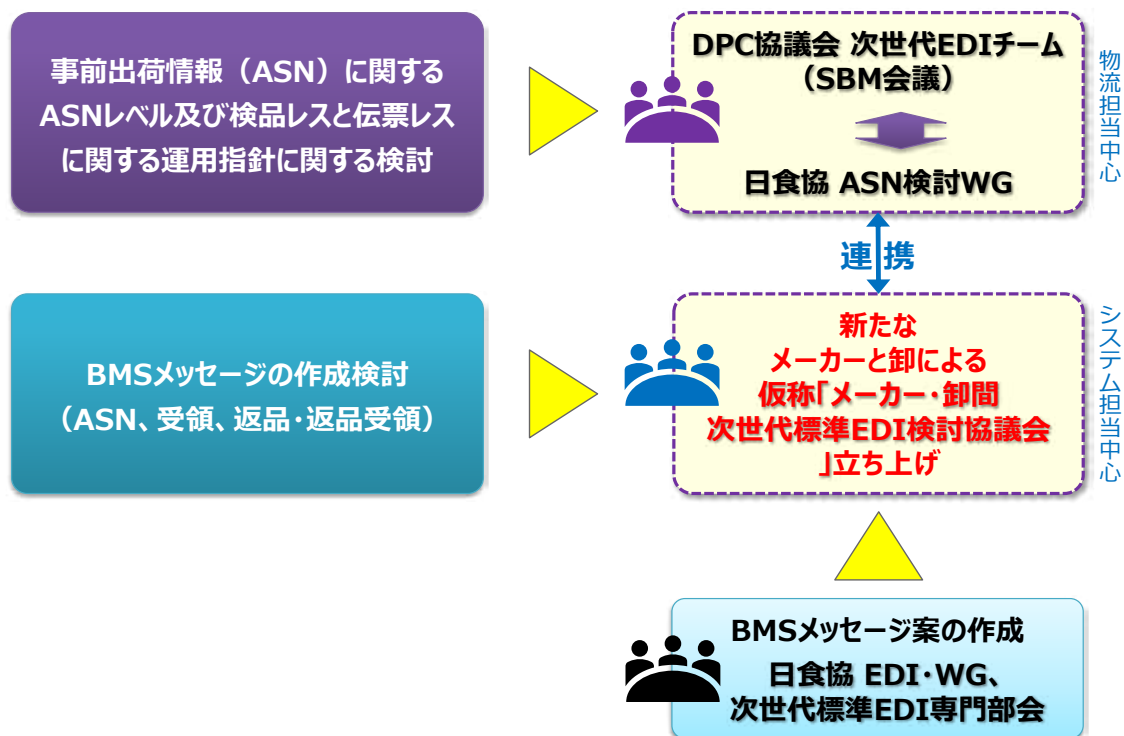 事前出荷情報（ASN）に関する
ASNレベル及び検品レスと伝票レス
に関する運用指針に関する検討
DPC協議会 次世代EDIチーム
（SBM会議）
日食協 ASN検討WG
物流担当中心
連携
BMSメッセージの作成検討
（ASN、受領、返品・返品受領）
新たな
メーカーと卸による
仮称「メーカー・卸間
次世代標準EDI検討協議会
」立ち上げ
システム担当中心
BMSメッセージ案の作成
日食協 EDI・WG、
次世代標準EDI専門部会